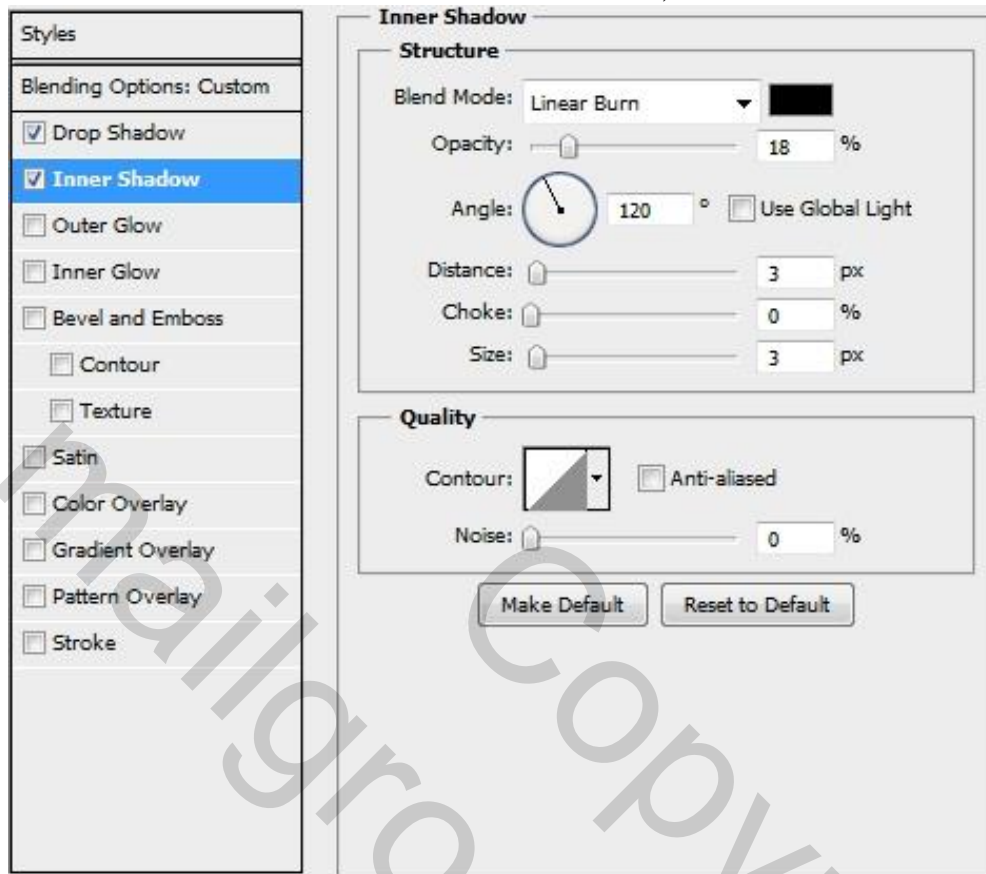 Styles
Blending Options: Custom
Drop Shadow
Inner Shadow
Outer Glow
Inner Glow
Bevel and Emboss
Contour
Texture
Satin
Color Overlay
Gradient Overlay
Pattern Overlay
Stroke
Inner Shadow
Structure
Blend Mode: Linear Burn
Opacity: 18 %
Angle: 120 ° Use Global Light
Distance: 3 px
Choke: 0 %
Size: 3 px
Quality
Contour: Anti-aliased
Noise: 0 %
Make Default Reset to Default